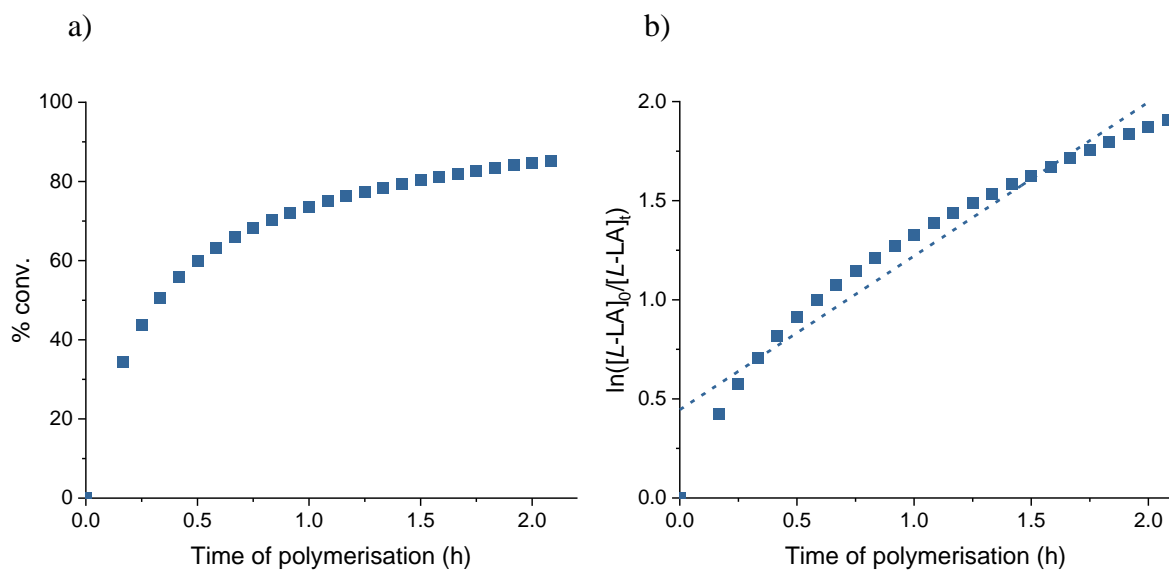 a)
100
80
60
40
20
0
% conv.
0.0 0.5 1.0 1.5 2.0
Time of polymerisation (h)
b)
2.0
1.5
1.0
0.5
0.0
ln([L-LA]₀/[L-LA]ₜ)
0.0 0.5 1.0 1.5 2.0
Time of polymerisation (h)